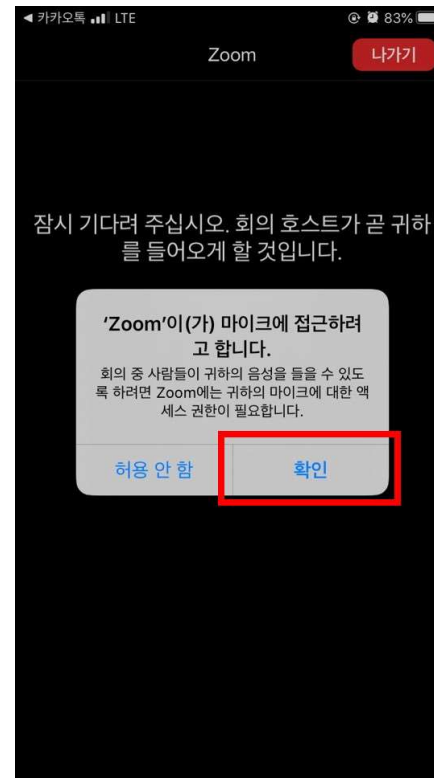 ◀ 카카오톡 LTE 83%
Zoom
나가기
잠시 기다려 주십시오. 회의 호스트가 곧 귀하
를 들어오게 할 것입니다.
‘Zoom’이(가) 마이크에 접근하려
고 합니다.
회의 중 사람들이 귀하의 음성을 들을 수 있도
록 하려면 Zoom에는 귀하의 마이크에 대한 액
세스 권한이 필요합니다.
허용 안 함
확인